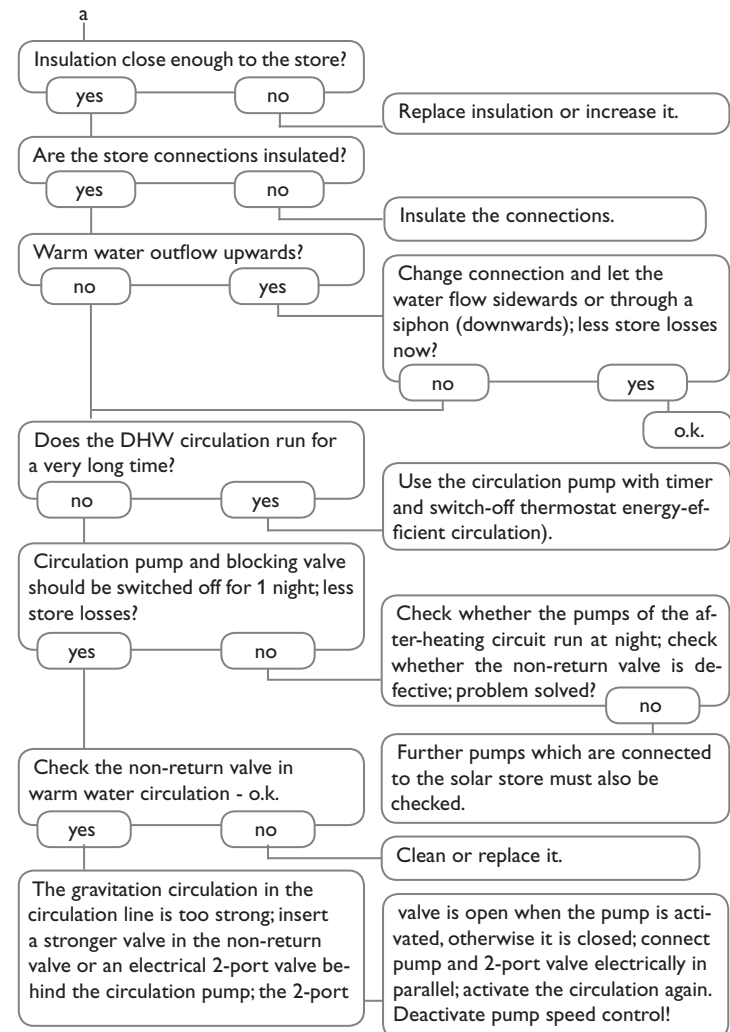 a
Insulation close enough to the store?
yes
no
Replace insulation or increase it.
Are the store connections insulated?
yes
no
Insulate the connections.
Warm water outflow upwards?
no
yes
Change connection and let the
water flow sidewards or through a
siphon (downwards); less store losses
now?
no
yes
o.k.
Does the DHW circulation run for
a very long time?
no
yes
Use the circulation pump with timer
and switch-off thermostat energy-ef-
ficient circulation).
Circulation pump and blocking valve
should be switched off for 1 night; less
store losses?
yes
no
Check whether the pumps of the af-
ter-heating circuit run at night; check
whether the non-return valve is de-
fective; problem solved?
no
Further pumps which are connected
to the solar store must also be
checked.
Check the non-return valve in
warm water circulation - o.k.
yes
no
Clean or replace it.
The gravitation circulation in the
circulation line is too strong; insert
a stronger valve in the non-return
valve or an electrical 2-port valve be-
hind the circulation pump; the 2-port
valve is open when the pump is acti-
vated, otherwise it is closed; connect
pump and 2-port valve electrically in
parallel; activate the circulation again.
Deactivate pump speed control!